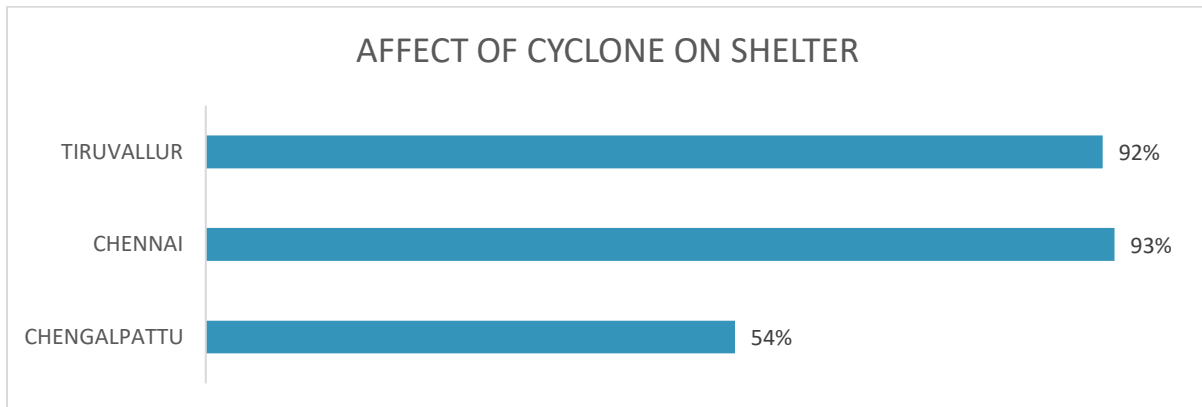 AFFECT OF CYCLONE ON SHELTER
TIRUVALLUR 92%
CHENNAI 93%
CHENGALPATTU 54%